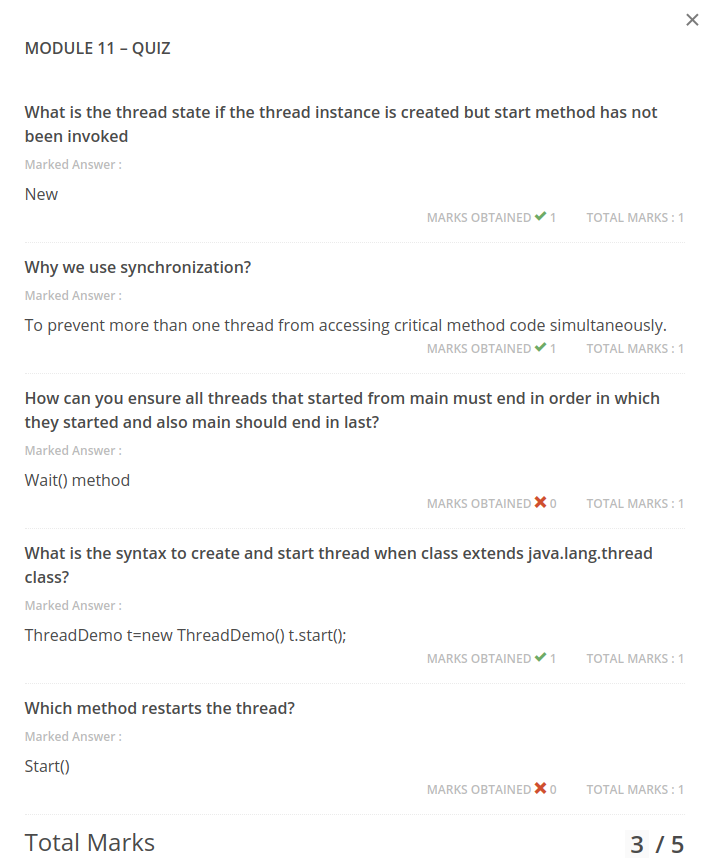 MODULE 11 – QUIZ
What is the thread state if the thread instance is created but start method has not
been invoked
Marked Answer :
New
MARKS OBTAINED ✔ 1 TOTAL MARKS : 1
Why we use synchronization?
Marked Answer :
To prevent more than one thread from accessing critical method code simultaneously.
MARKS OBTAINED ✔ 1 TOTAL MARKS : 1
How can you ensure all threads that started from main must end in order in which
they started and also main should end in last?
Marked Answer :
Wait() method
MARKS OBTAINED ✖ 0 TOTAL MARKS : 1
What is the syntax to create and start thread when class extends java.lang.thread
class?
Marked Answer :
ThreadDemo t=new ThreadDemo() t.start();
MARKS OBTAINED ✔ 1 TOTAL MARKS : 1
Which method restarts the thread?
Marked Answer :
Start()
MARKS OBTAINED ✖ 0 TOTAL MARKS : 1
Total Marks 3 / 5